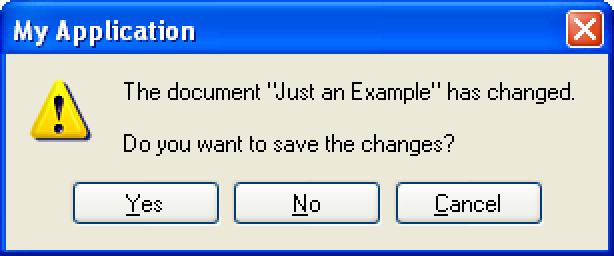 My Application
The document "Just an Example" has changed.
Do you want to save the changes?
Yes No Cancel